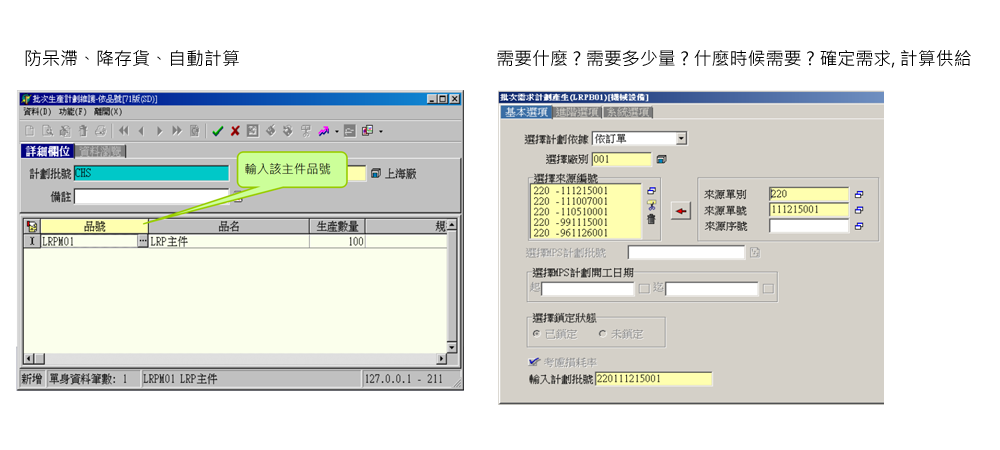 防呆滯、降存貨、自動計算
需要什麼？需要多少量？什麼時候需要？確定需求, 計算供給
批次生產計劃維護-依品號[71版(SD)]
資料(D) 功能(F) 離開(X)
詳細欄位
計劃批號 CHS
上海廠
備註
輸入該主件品號
品號 品名 生產數量 規
LRPM01 LRP主件 100
新增 單身資料筆數: 1 LRPM01 LRP主件 127.0.0.1 - 211
批次需求計劃產生(LRPB01)[機械設備]
基本選項 進階選項 系統選項
選擇計劃依據 依訂單
選擇廠別 001
選擇來源編號
220 -111215001
220 -111007001
220 -110510001
220 -991115001
220 -961126001
來源單別 220
來源單號 111215001
來源序號
選擇MPS計劃批號
選擇MPS計劃開工日期
起 迄
選擇鎖定狀態
已鎖定 未鎖定
考慮損耗率
輸入計劃批號 220111215001